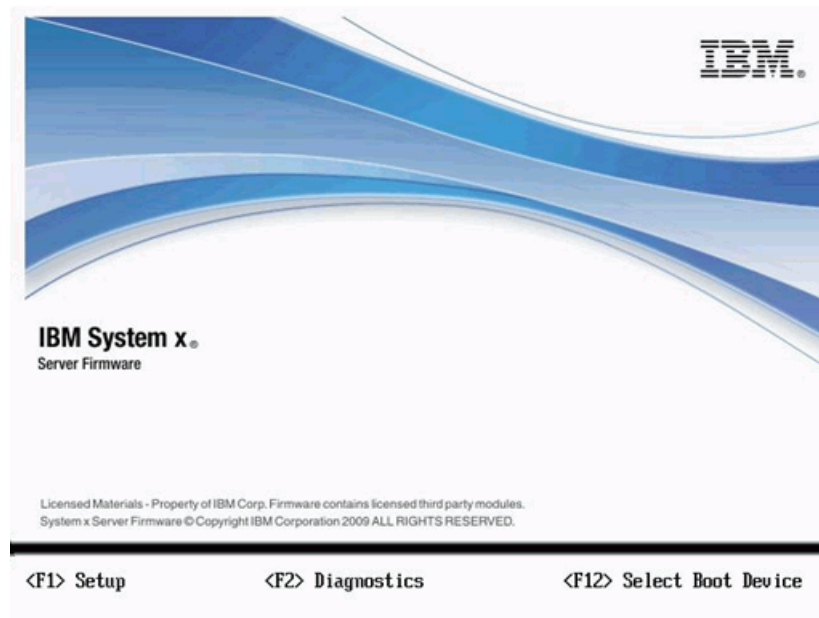 IBM®
IBM System x®
Server Firmware
Licensed Materials - Property of IBM Corp. Firmware contains licensed third party modules.
System x Server Firmware © Copyright IBM Corporation 2009 ALL RIGHTS RESERVED.
<F1> Setup <F2> Diagnostics <F12> Select Boot Device